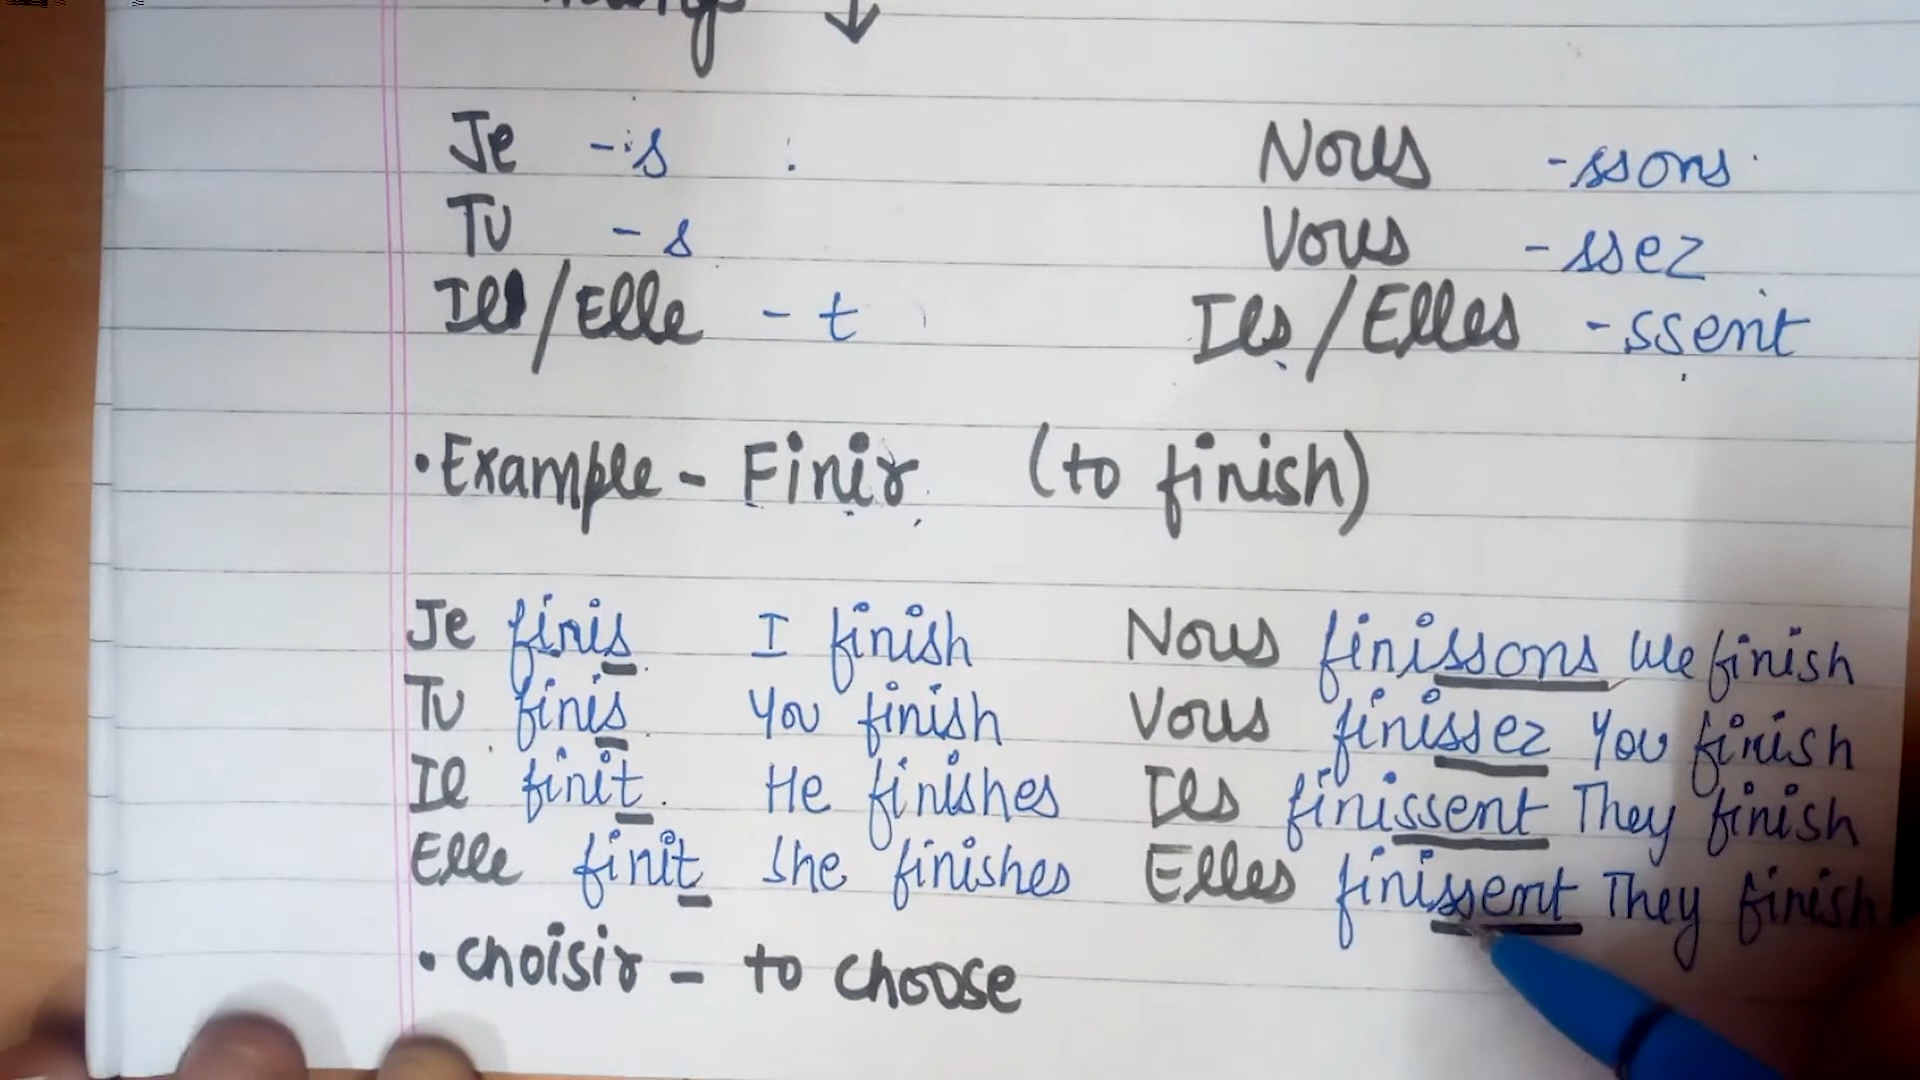 Je -s Nous -ssons
Tu -s Vous -ssez
Il/Elle -t Ils/Elles -ssent
• Example - Finir (to finish)
Je finis I finish Nous finissons We finish
Tu finis You finish Vous finissez You finish
Il finit He finishes Ils finissent They finish
Elle finit She finishes Elles finissent They finish
• choisir - to choose